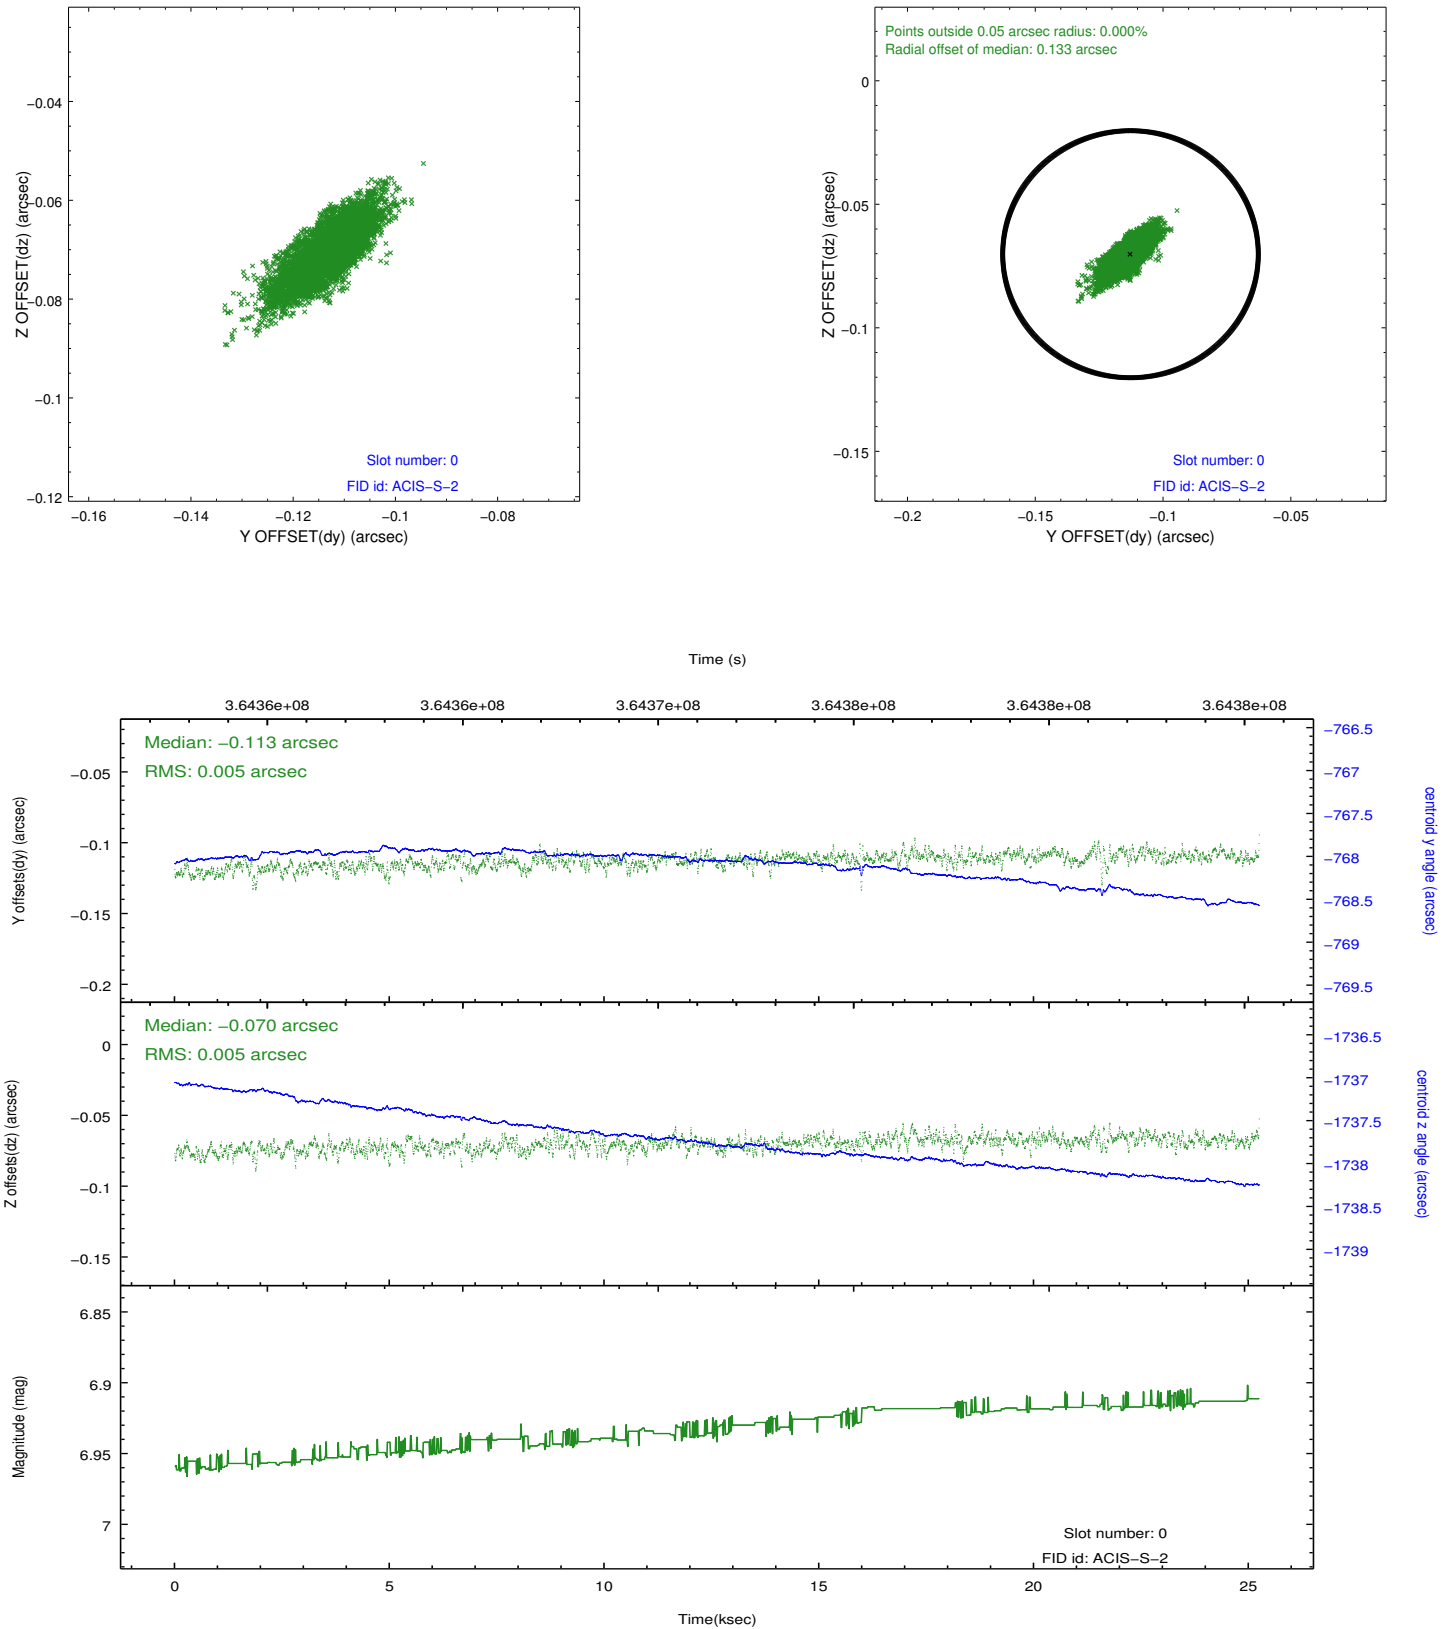 −0.04
−0.06
−0.08
−0.1
−0.12
Z OFFSET(dz) (arcsec)
Slot number: 0
FID id: ACIS−S−2
−0.16
−0.14
−0.12
−0.1
−0.08
Y OFFSET(dy) (arcsec)
Points outside 0.05 arcsec radius: 0.000%
Radial offset of median: 0.133 arcsec
0
−0.05
−0.1
−0.15
Z OFFSET(dz) (arcsec)
Slot number: 0
FID id: ACIS−S−2
−0.2
−0.15
−0.1
−0.05
Y OFFSET(dy) (arcsec)
Time (s)
3.6436e+08
3.6436e+08
3.6437e+08
3.6438e+08
3.6438e+08
3.6438e+08
Median: −0.113 arcsec
RMS: 0.005 arcsec
−0.05
−0.1
−0.15
−0.2
Y offsets(dy) (arcsec)
−766.5
−767
−767.5
−768
−768.5
−769
−769.5
centroid y angle (arcsec)
Median: −0.070 arcsec
RMS: 0.005 arcsec
0
−0.05
−0.1
−0.15
Z offsets(dz) (arcsec)
−1736.5
−1737
−1737.5
−1738
−1738.5
−1739
centroid z angle (arcsec)
6.85
6.9
6.95
7
Magnitude (mag)
Slot number: 0
FID id: ACIS−S−2
0
5
10
15
20
25
Time(ksec)